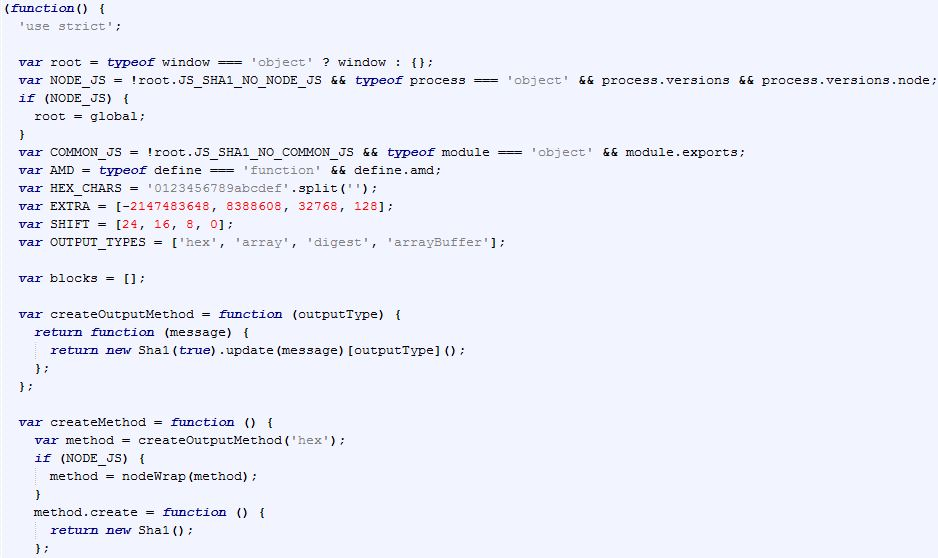 (function() {
  'use strict';

  var root = typeof window === 'object' ? window : {};
  var NODE_JS = !root.JS_SHA1_NO_NODE_JS && typeof process === 'object' && process.versions && process.versions.node;
  if (NODE_JS) {
    root = global;
  }
  var COMMON_JS = !root.JS_SHA1_NO_COMMON_JS && typeof module === 'object' && module.exports;
  var AMD = typeof define === 'function' && define.amd;
  var HEX_CHARS = '0123456789abcdef'.split('');
  var EXTRA = [-2147483648, 8388608, 32768, 128];
  var SHIFT = [24, 16, 8, 0];
  var OUTPUT_TYPES = ['hex', 'array', 'digest', 'arrayBuffer'];

  var blocks = [];

  var createOutputMethod = function (outputType) {
    return function (message) {
      return new Sha1(true).update(message)[outputType]();
    };
  };

  var createMethod = function () {
    var method = createOutputMethod('hex');
    if (NODE_JS) {
      method = nodeWrap(method);
    }
    method.create = function () {
      return new Sha1();
    };